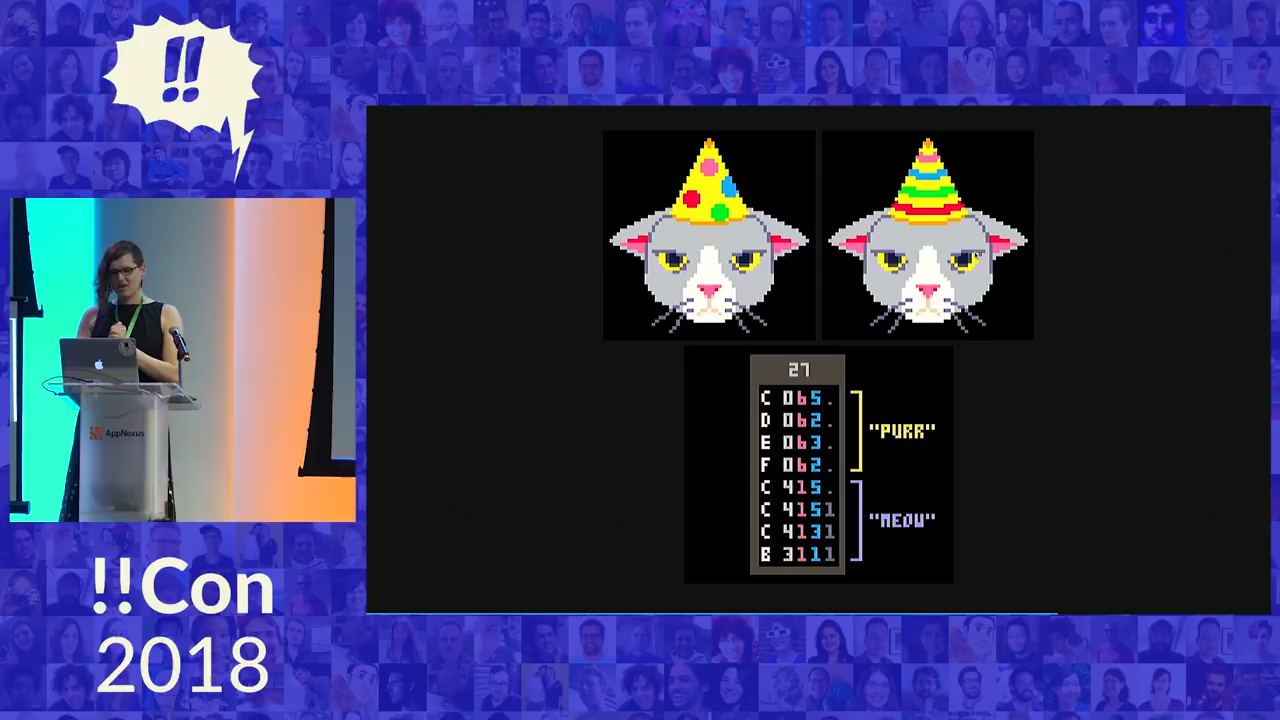 !!
AppNexus
!!Con
2018
27
C 065.
D 062.
E 063.
F 062.
"PURR"
C 415.
C 4151
C 4131
B 3111
"MEOW"